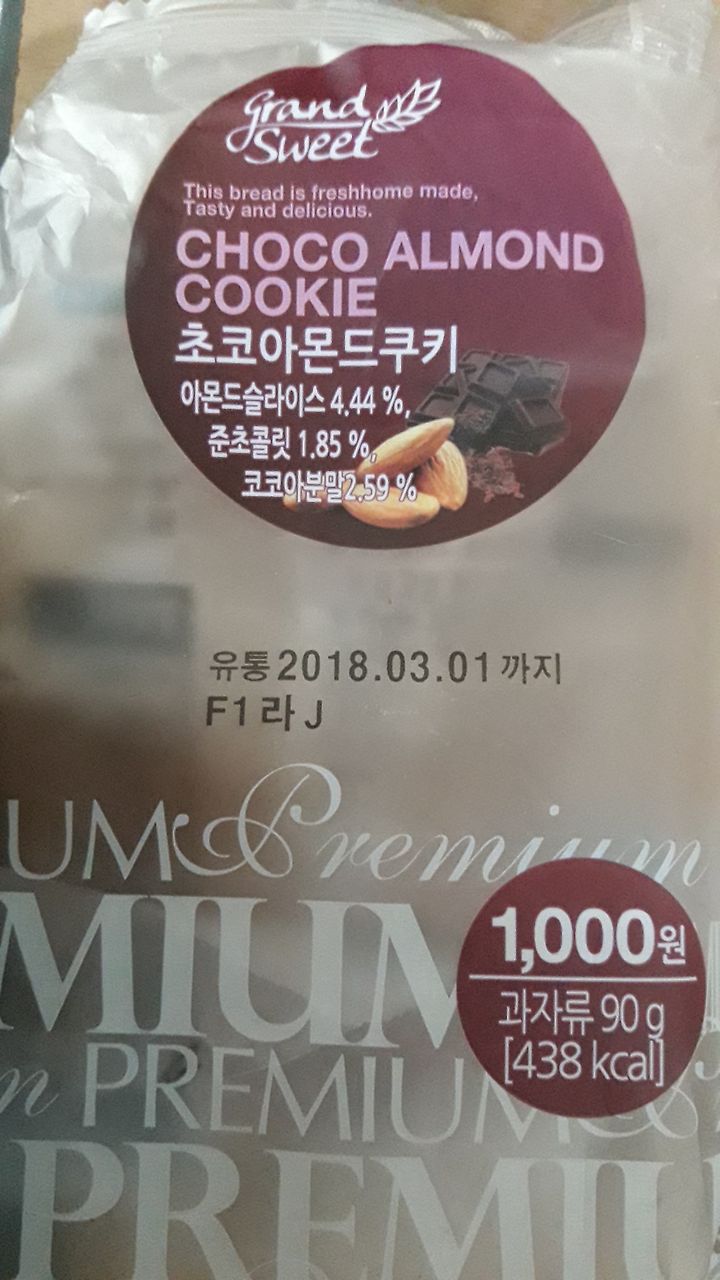 Grand
Sweet
This bread is freshhome made,
Tasty and delicious.
CHOCO ALMOND
COOKIE
초코아몬드쿠키
아몬드슬라이스 4.44 %,
준초콜릿 1.85 %,
코코아분말2.59 %
유통 2018.03.01 까지
F1 라 J
UM Premium
MIUM
1,000원
과자류 90 g
[438 kcal]
n PREMIUM
PREMIU